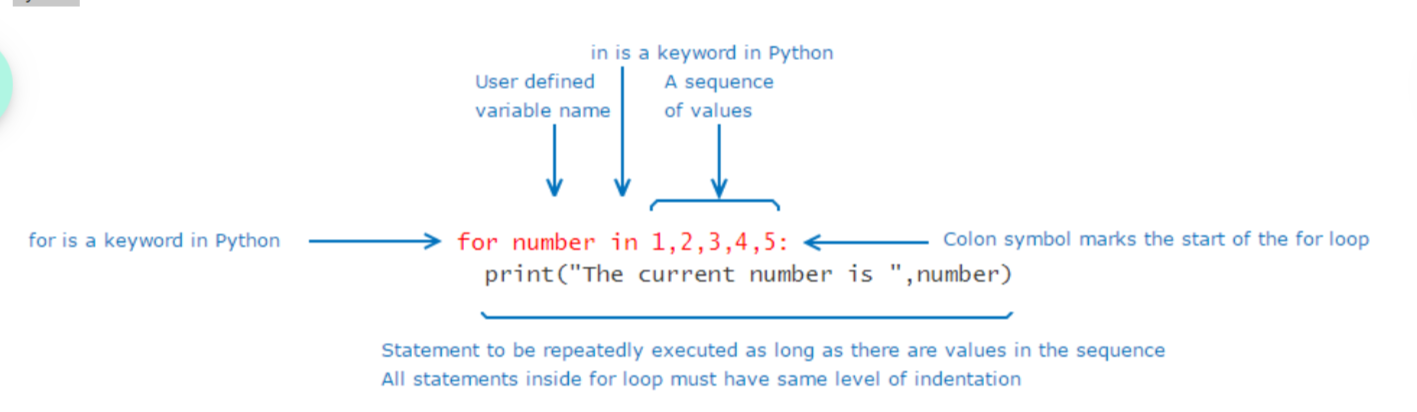 in is a keyword in Python
User defined
variable name
A sequence
of values
for is a keyword in Python
for number in 1,2,3,4,5:
Colon symbol marks the start of the for loop
print("The current number is ",number)
Statement to be repeatedly executed as long as there are values in the sequence
All statements inside for loop must have same level of indentation